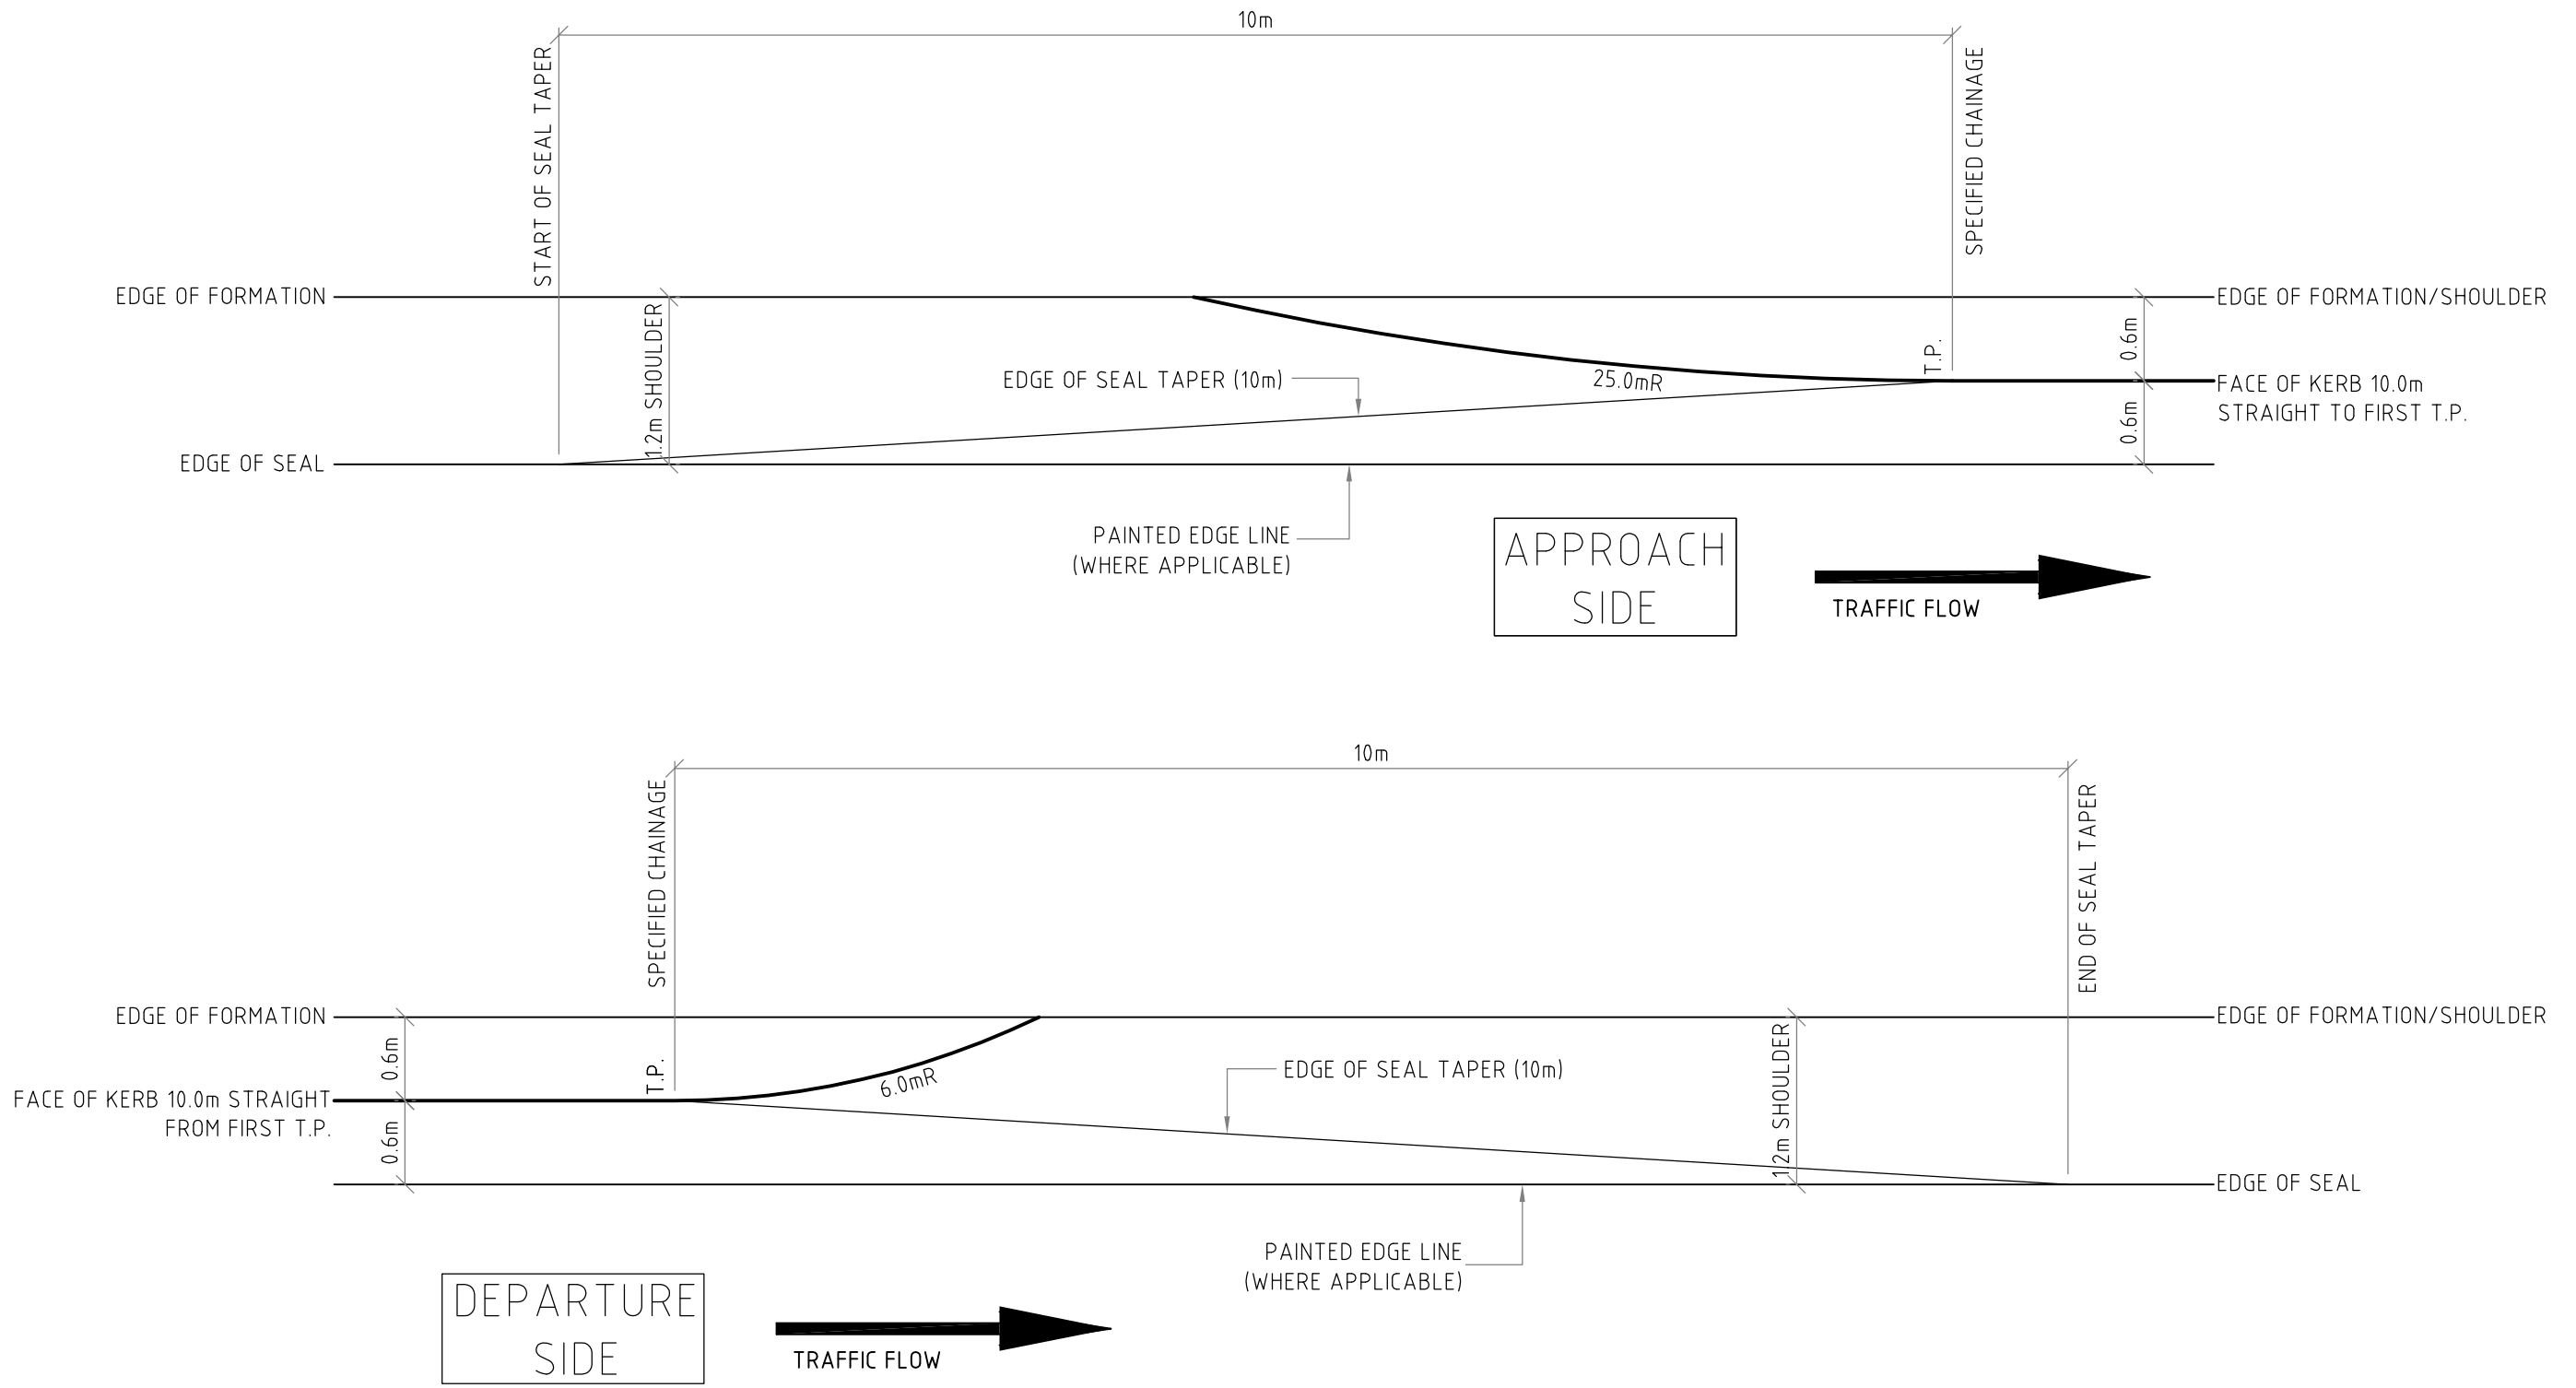 10m
START OF SEAL TAPER
SPECIFIED CHAINAGE
EDGE OF FORMATION
EDGE OF FORMATION/SHOULDER
1.2m SHOULDER
0.6m
T.P.
EDGE OF SEAL TAPER (10m)
25.0mR
FACE OF KERB 10.0m
STRAIGHT TO FIRST T.P.
0.6m
EDGE OF SEAL
PAINTED EDGE LINE
(WHERE APPLICABLE)
APPROACH
SIDE
TRAFFIC FLOW
10m
SPECIFIED CHAINAGE
END OF SEAL TAPER
EDGE OF FORMATION
EDGE OF FORMATION/SHOULDER
0.6m
T.P.
6.0mR
EDGE OF SEAL TAPER (10m)
1.2m SHOULDER
FACE OF KERB 10.0m STRAIGHT
FROM FIRST T.P.
0.6m
EDGE OF SEAL
PAINTED EDGE LINE
(WHERE APPLICABLE)
DEPARTURE
SIDE
TRAFFIC FLOW